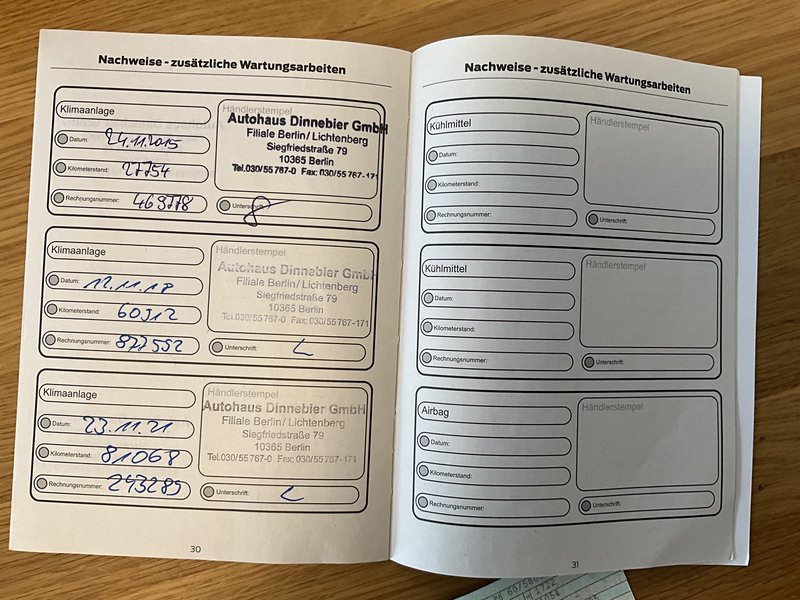 Nachweise - zusätzliche Wartungsarbeiten
Klimaanlage
Händlerstempel
Autohaus Dinnebier GmbH
Filiale Berlin/Lichtenberg
Siegfriedstraße 79
10365 Berlin
Tel.030/55 767-0 Fax: 030/55 767-171
Datum: 24.11.2015
Kilometerstand: 27754
Rechnungsnummer: 469778
Unterschrift:
Klimaanlage
Händlerstempel
Autohaus Dinnebier GmbH
Filiale Berlin/Lichtenberg
Siegfriedstraße 79
10365 Berlin
Tel.030/55 767-0 Fax: 030/55 767-171
Datum: 12.11.18
Kilometerstand: 60312
Rechnungsnummer: 877552
Unterschrift:
Klimaanlage
Händlerstempel
Autohaus Dinnebier GmbH
Filiale Berlin/Lichtenberg
Siegfriedstraße 79
10365 Berlin
Tel.030/55 767-0 Fax: 030/55 767-171
Datum: 23.11.21
Kilometerstand: 81068
Rechnungsnummer: 243289
Unterschrift:
30
Nachweise - zusätzliche Wartungsarbeiten
Kühlmittel
Händlerstempel
Datum:
Kilometerstand:
Rechnungsnummer:
Unterschrift:
Kühlmittel
Händlerstempel
Datum:
Kilometerstand:
Rechnungsnummer:
Unterschrift:
Airbag
Händlerstempel
Datum:
Kilometerstand:
Rechnungsnummer:
Unterschrift:
31